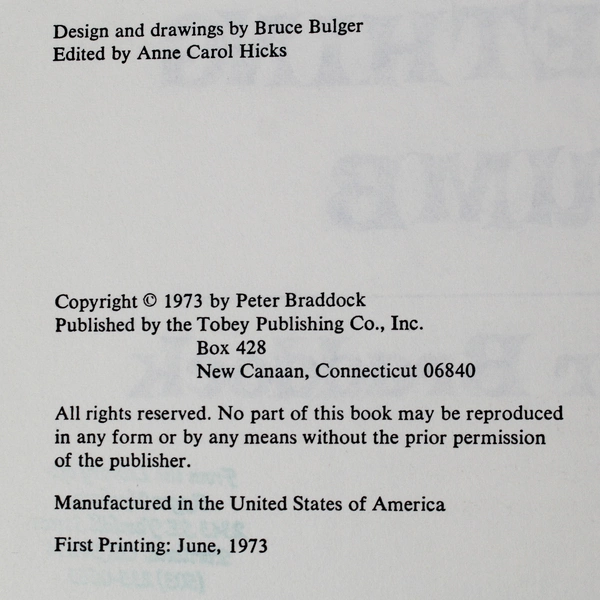 Design and drawings by Bruce Bulger
Edited by Anne Carol Hicks
Copyright © 1973 by Peter Braddock
Published by the Tobey Publishing Co., Inc.
Box 428
New Canaan, Connecticut 06840
All rights reserved. No part of this book may be reproduced
in any form or by any means without the prior permission
of the publisher.
Manufactured in the United States of America
First Printing: June, 1973